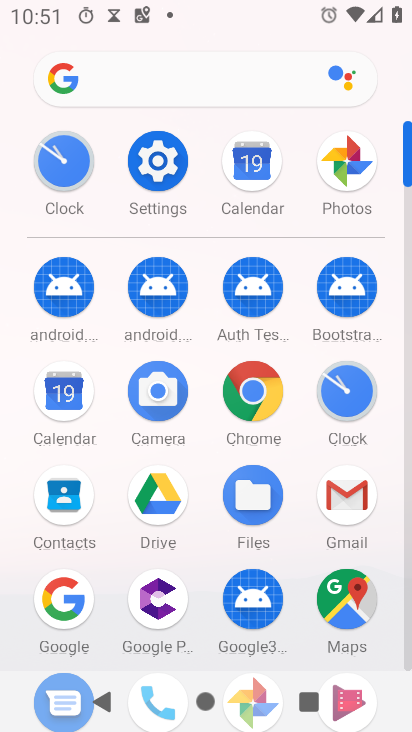 10:51
Clock Settings Calendar Photos
android.... android.... Auth Tes... Bootstra...
19
Calendar Camera Chrome Clock
Contacts Drive Files Gmail
Google Google P... Google3... Maps